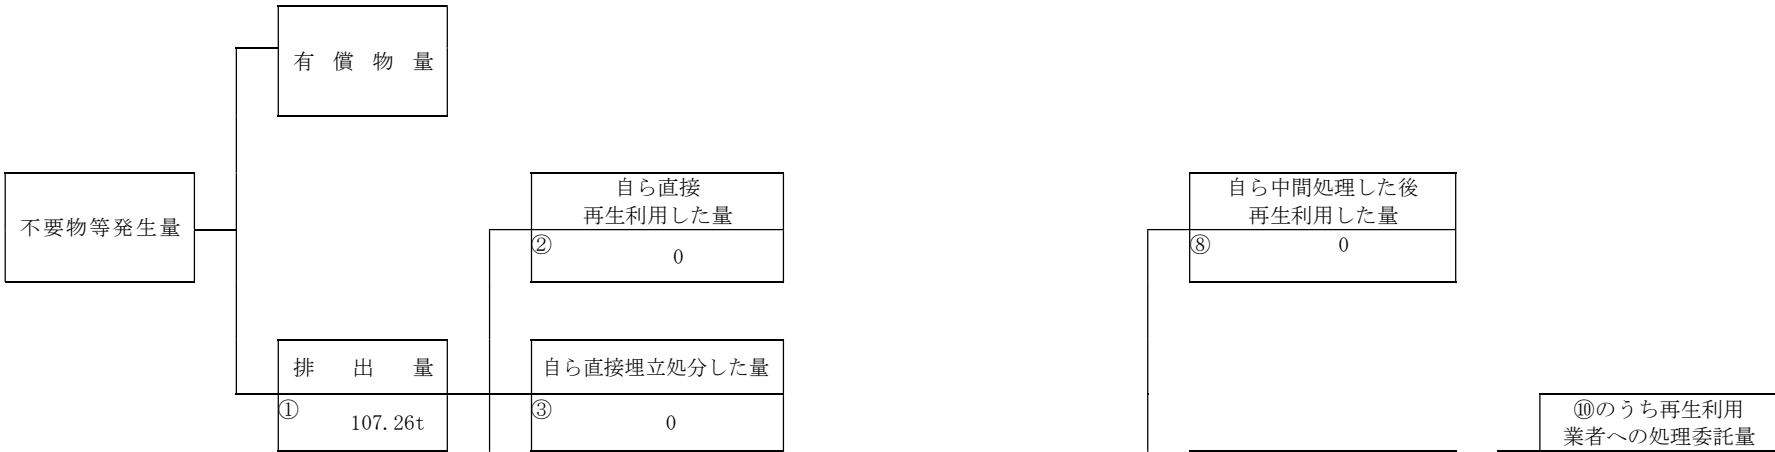 有 償 物 量
不要物等発生量
自ら直接
再生利用した量
② 0
自ら中間処理した後
再生利用した量
⑧ 0
排 出 量
① 107.26t
自ら直接埋立処分した量
③ 0
⑩のうち再生利用
業者への処理委託量